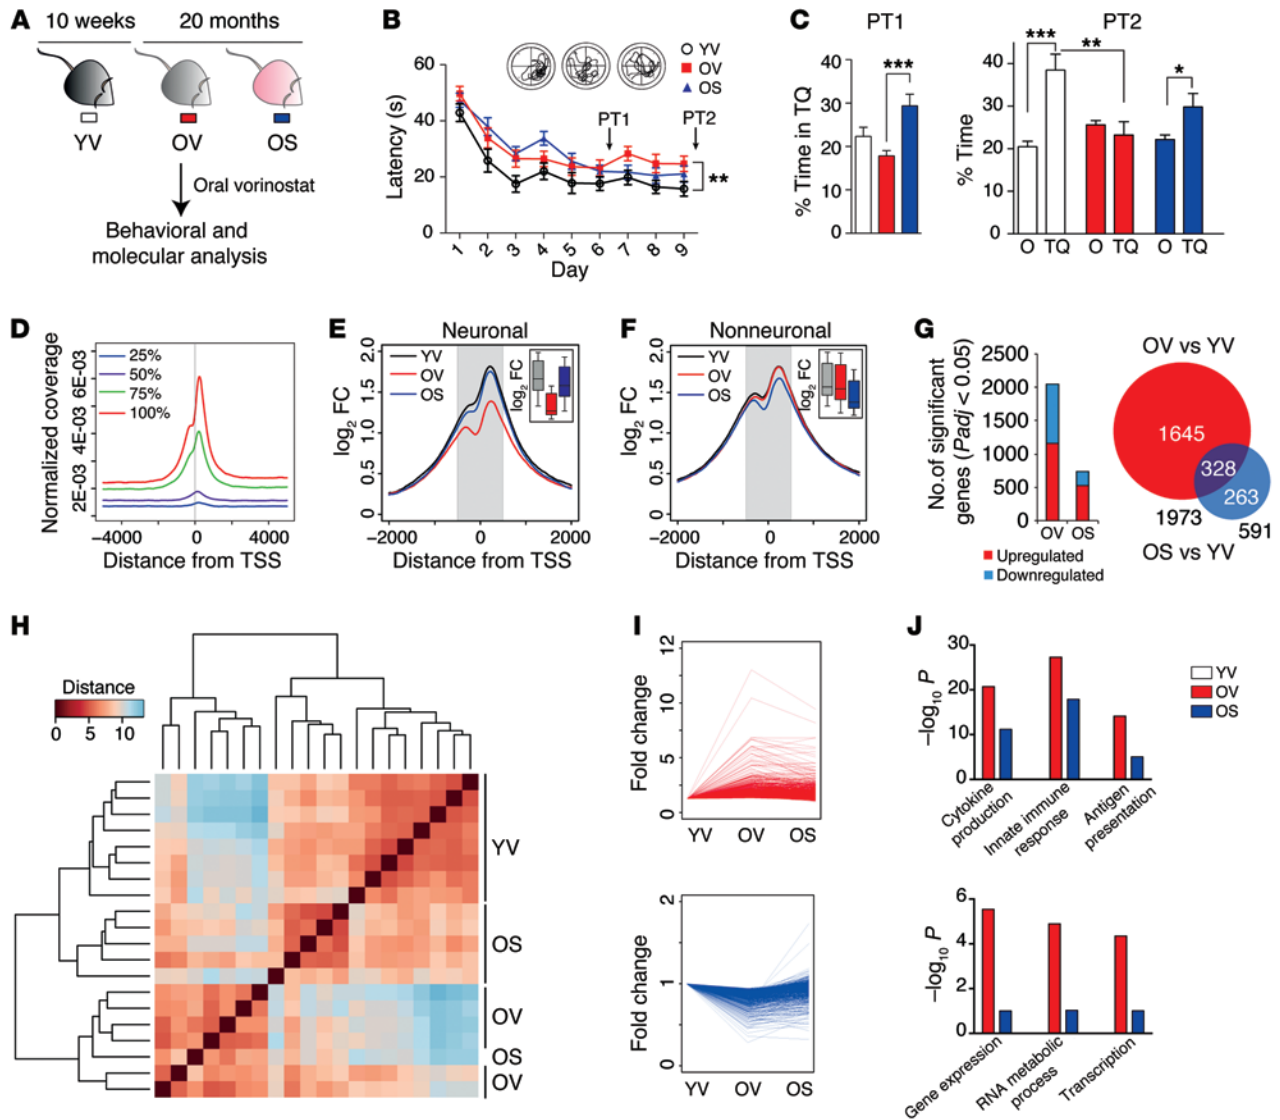 A
10 weeks
20 months
YV
OV
OS
Oral vorinostat
Behavioral and
molecular analysis
B
Latency (s)
60
40
20
0
YV
OV
OS
PT1
PT2
**
1 2 3 4 5 6 7 8 9
Day
C
PT1
% Time in TQ
40
30
20
10
0
***
PT2
% Time
40
20
10
0
***
**
*
O TQ O TQ O TQ
D
Normalized coverage
6E-03
4E-03
2E-03
25%
50%
75%
100%
−4000 0 4000
Distance from TSS
E
Neuronal
log2 FC
2.0
1.5
1.0
0.5
0
YV
OV
OS
log2 FC
−2000 0 2000
Distance from TSS
F
Nonneuronal
log2 FC
2.0
1.5
1.0
0.5
0
YV
OV
OS
log2 FC
−2000 0 2000
Distance from TSS
G
No.of significant
genes (Padj < 0.05)
2500
2000
1500
1000
500
0
OV OS
Upregulated
Downregulated
OV vs YV
1645
328
263
1973
591
OS vs YV
H
Distance
0 5 10
YV
OS
OV
OS
OV
I
Fold change
12
10
5
0
YV OV OS
Fold change
2
1
0
YV OV OS
J
−log10 P
30
20
10
0
Cytokine
production
Innate immune
response
Antigen
presentation
YV
OV
OS
−log10 P
6
4
2
0
Gene expression
RNA metabolic
process
Transcription